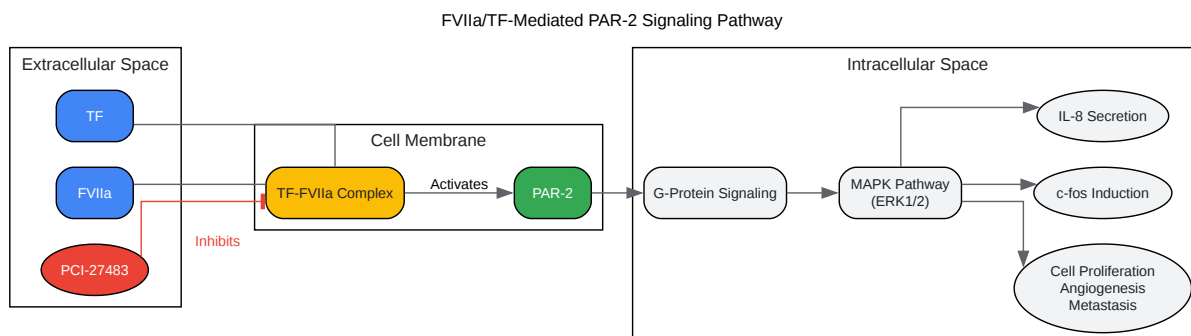 FVIIa/TF-Mediated PAR-2 Signaling Pathway
Extracellular Space
TF
FVIIa
PCI-27483
Inhibits
Cell Membrane
TF-FVIIa Complex
Activates
PAR-2
Intracellular Space
G-Protein Signaling
MAPK Pathway
(ERK1/2)
IL-8 Secretion
c-fos Induction
Cell Proliferation
Angiogenesis
Metastasis